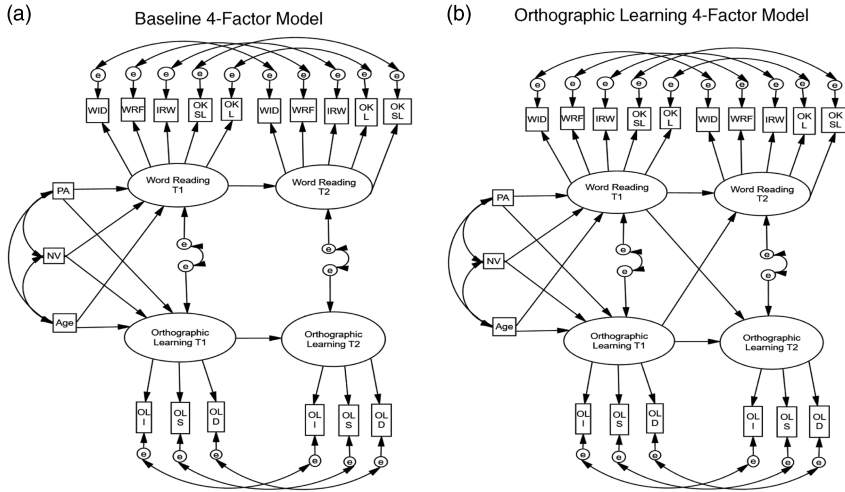 (a)
Baseline 4-Factor Model
e e e e e e e e e e
WID WRF IRW OK SL OK L WID WRF IRW OK L OK SL
Word Reading
T1
Word Reading
T2
PA
NV
Age
e
e
e
e
Orthographic
Learning T1
Orthographic
Learning T2
OL I
OL S
OL D
OL I
OL S
OL D
e e e e e e
(b)
Orthographic Learning 4-Factor Model
e e e e e e e e e e
WID WRF IRW OK SL OK L WID WRF IRW OK L OK SL
Word Reading
T1
Word Reading
T2
PA
NV
Age
e
e
e
e
Orthographic
Learning T1
Orthographic
Learning T2
OL I
OL S
OL D
OL I
OL S
OL D
e e e e e e